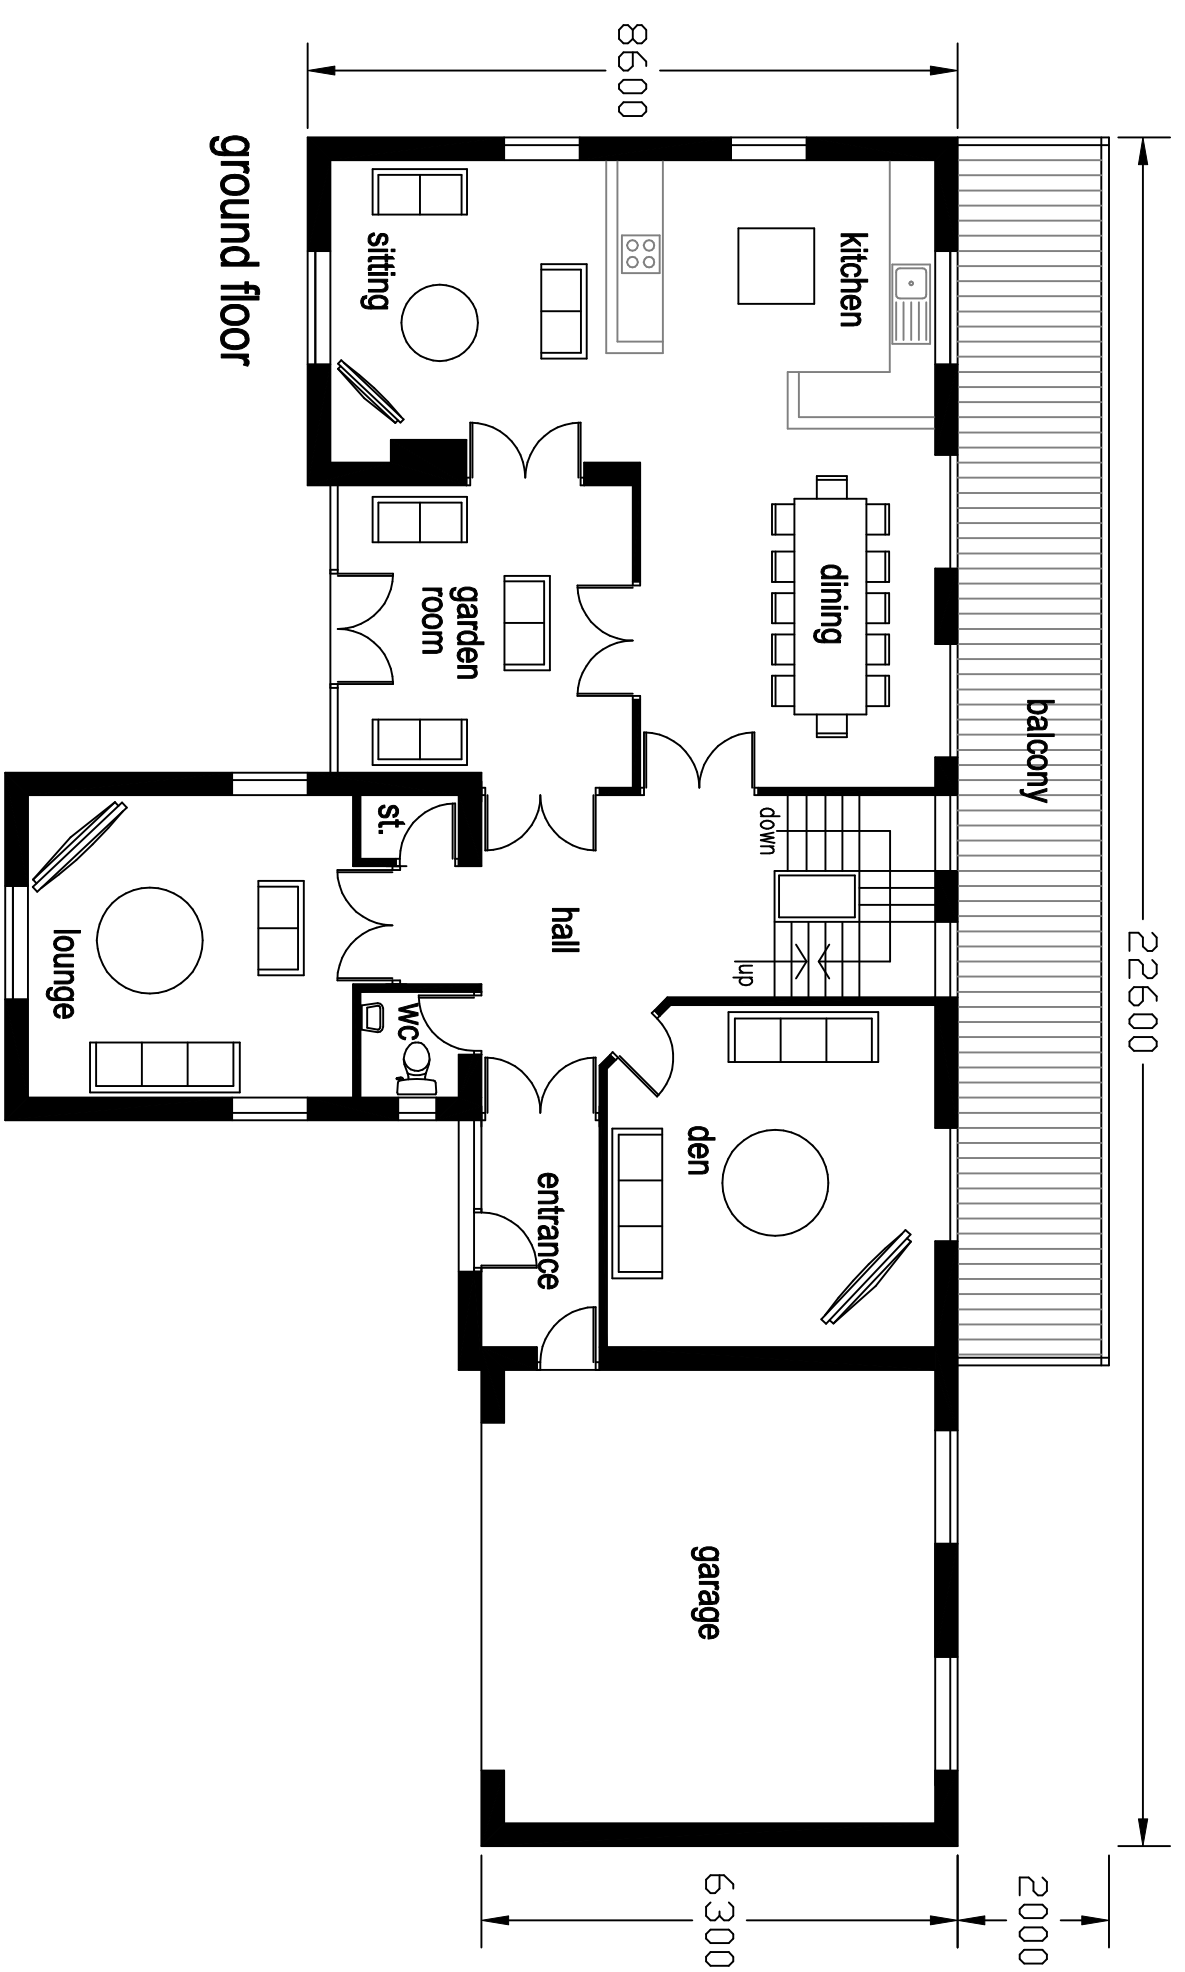 22600
2000
balcony
8600
kitchen
dining
down
up
den
garage
6300
sitting
garden
room
hall
entrance
st.
wc
lounge
ground floor